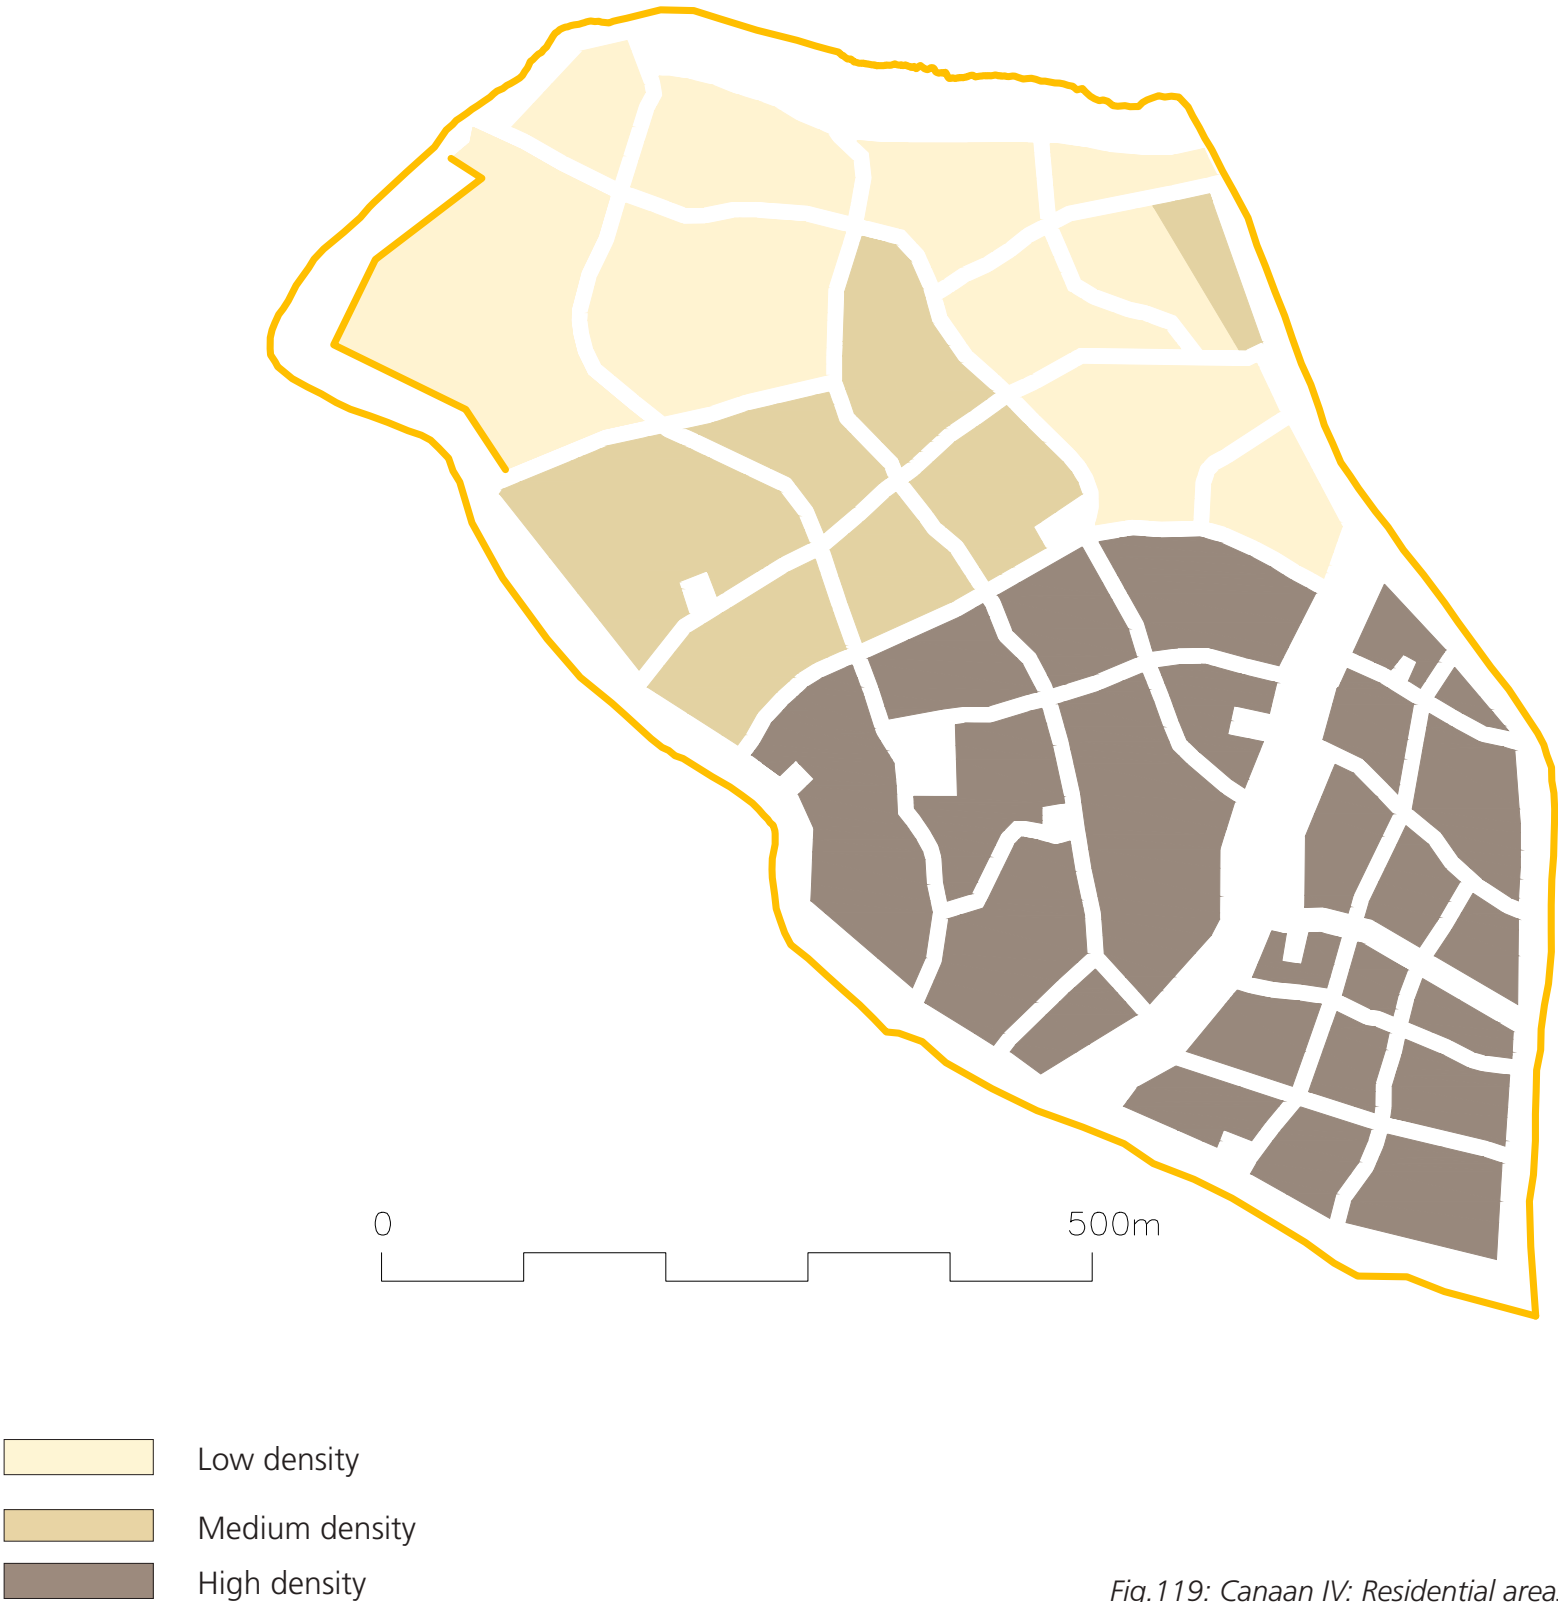 0 500m
Low density
Medium density
High density
Fig.119: Canaan IV: Residential area